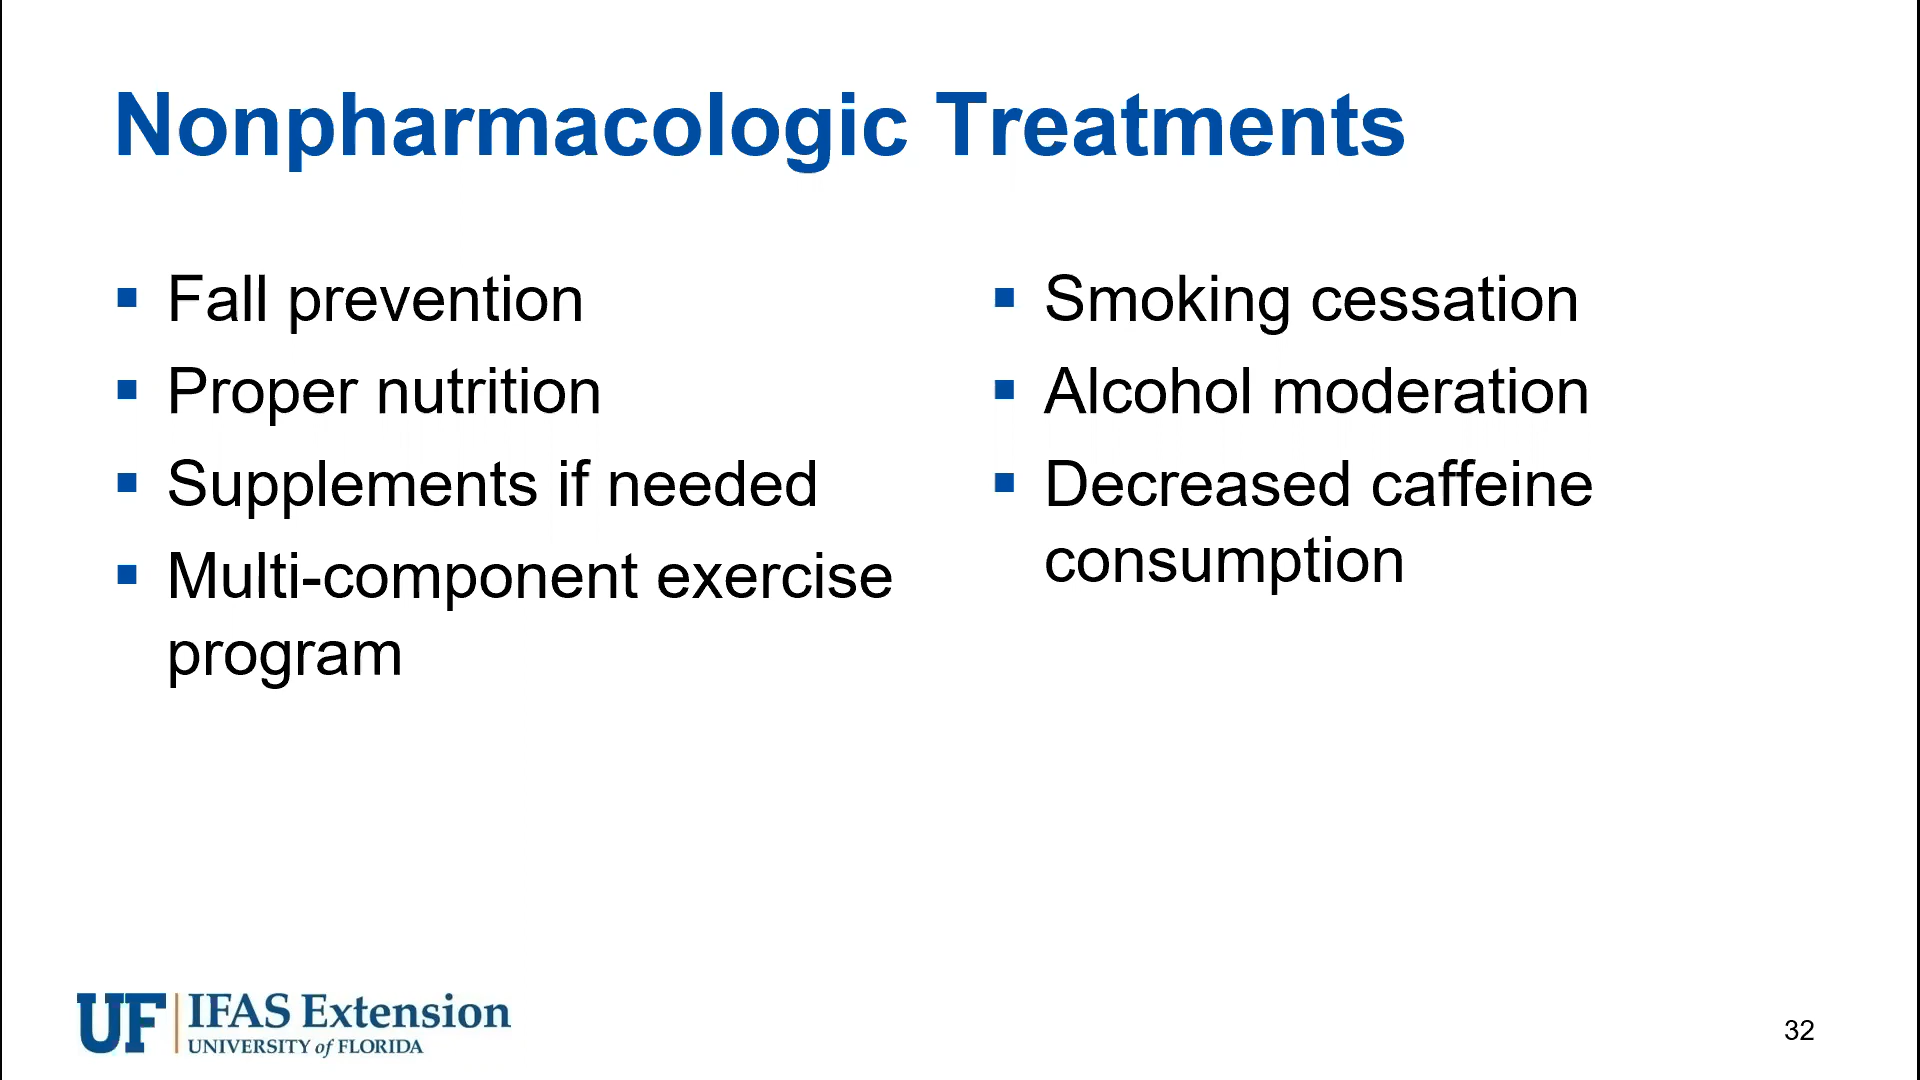 Nonpharmacologic Treatments
▪ Fall prevention
▪ Proper nutrition
▪ Supplements if needed
▪ Multi-component exercise
program
▪ Smoking cessation
▪ Alcohol moderation
▪ Decreased caffeine
consumption
UF IFAS Extension
UNIVERSITY of FLORIDA
32